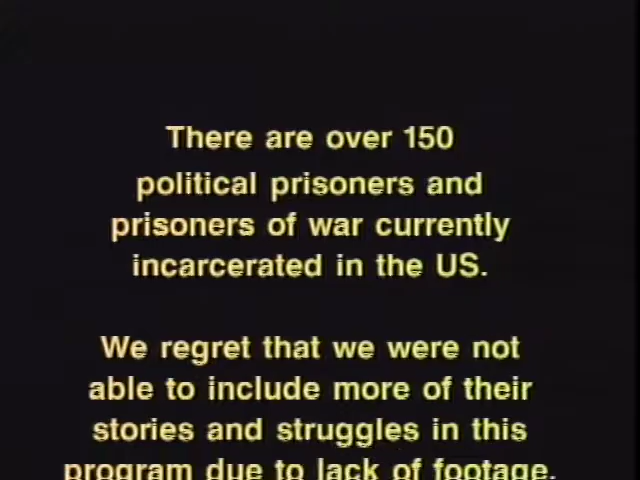 There are over 150
political prisoners and
prisoners of war currently
incarcerated in the US.
We regret that we were not
able to include more of their
stories and struggles in this
program due to lack of footage.